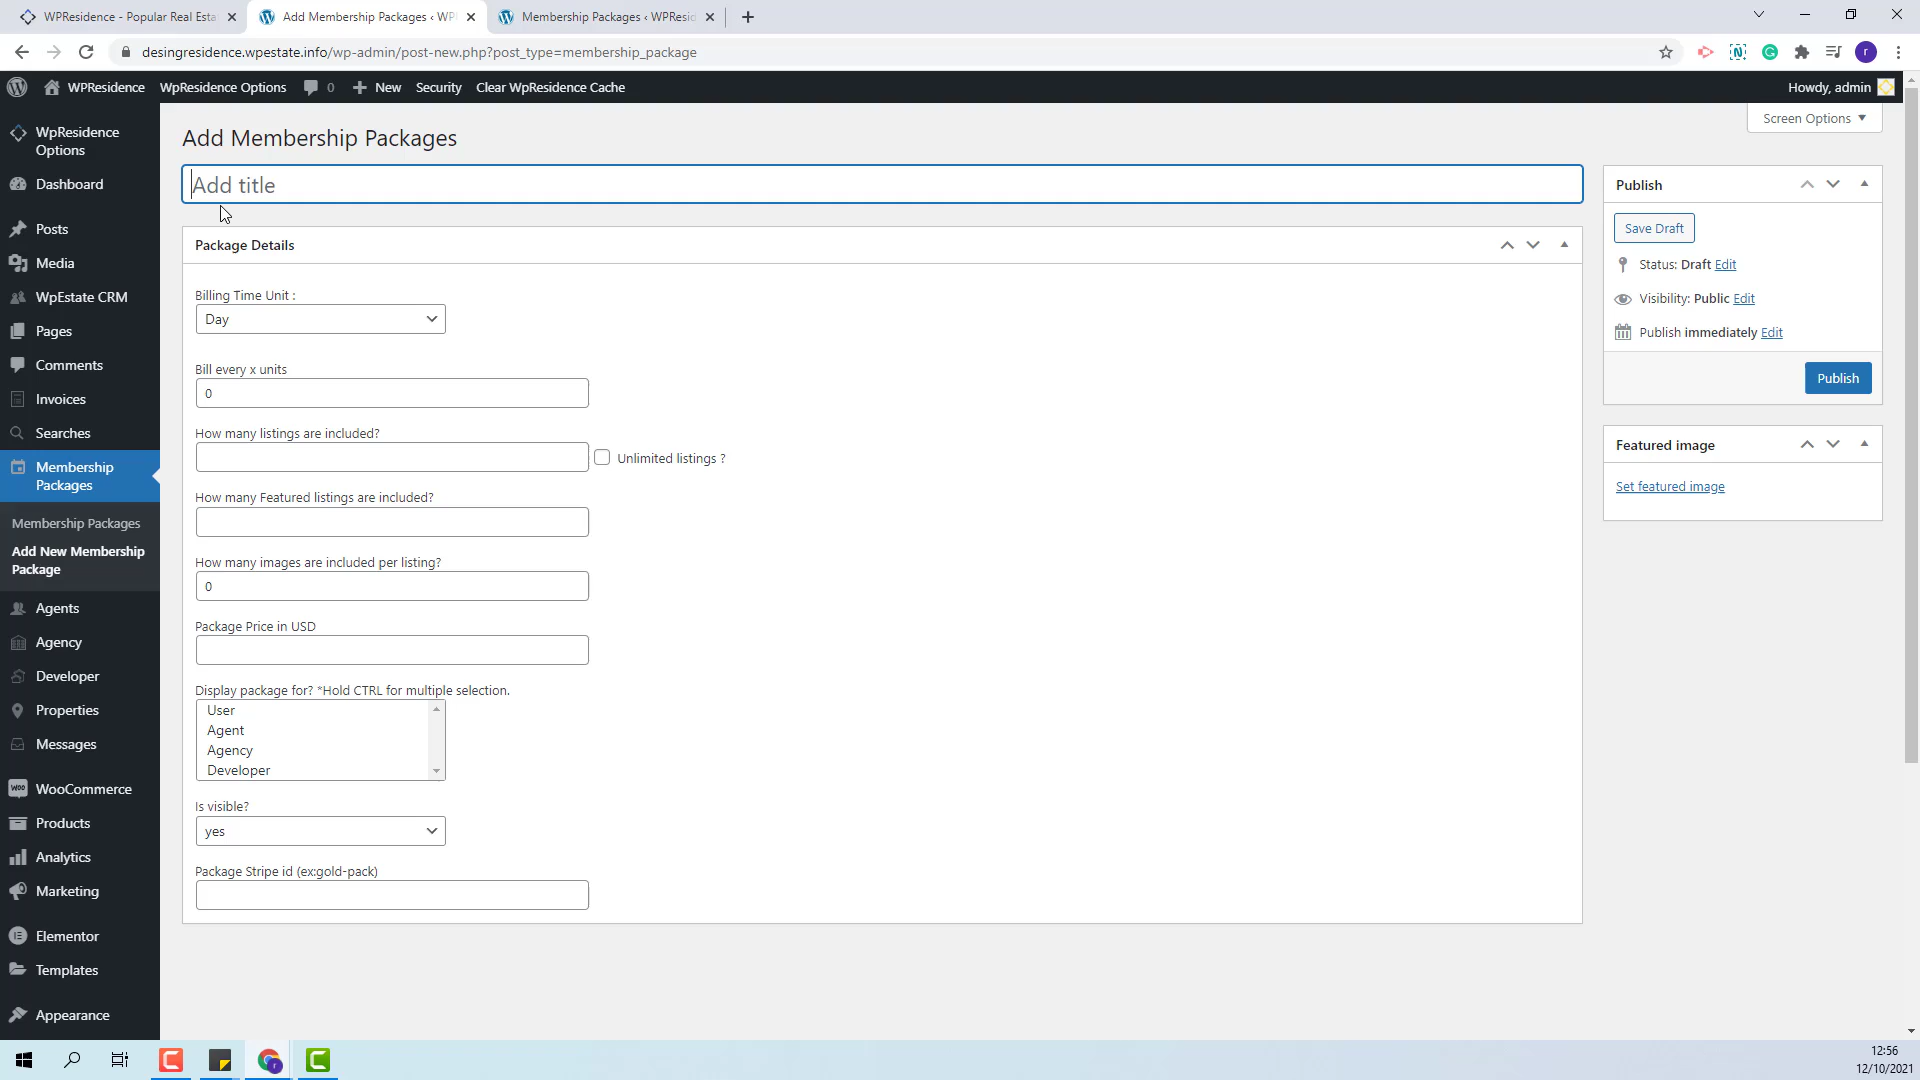 WPResidence - Popular Real Esta
Add Membership Packages ‹ WP
Membership Packages ‹ WPResid
desingresidence.wpestate.info/wp-admin/post-new.php?post_type=membership_package
r
WPResidence
WpResidence Options
0
New
Security
Clear WpResidence Cache
Howdy, admin
WpResidence
Options
Dashboard
Posts
Media
WpEstate CRM
Pages
Comments
Invoices
Searches
Membership
Packages
Membership Packages
Add New Membership
Package
Agents
Agency
Developer
Properties
Messages
WooCommerce
Products
Analytics
Marketing
Elementor
Templates
Appearance
Screen Options
Add Membership Packages
Add title
Package Details
Billing Time Unit :
Day
Bill every x units
0
How many listings are included?
Unlimited listings ?
How many Featured listings are included?
How many images are included per listing?
0
Package Price in USD
Display package for? *Hold CTRL for multiple selection.
User
Agent
Agency
Developer
Is visible?
yes
Package Stripe id (ex:gold-pack)
Publish
Save Draft
Status: Draft Edit
Visibility: Public Edit
Publish immediately Edit
Publish
Featured image
Set featured image
12:56
12/10/2021